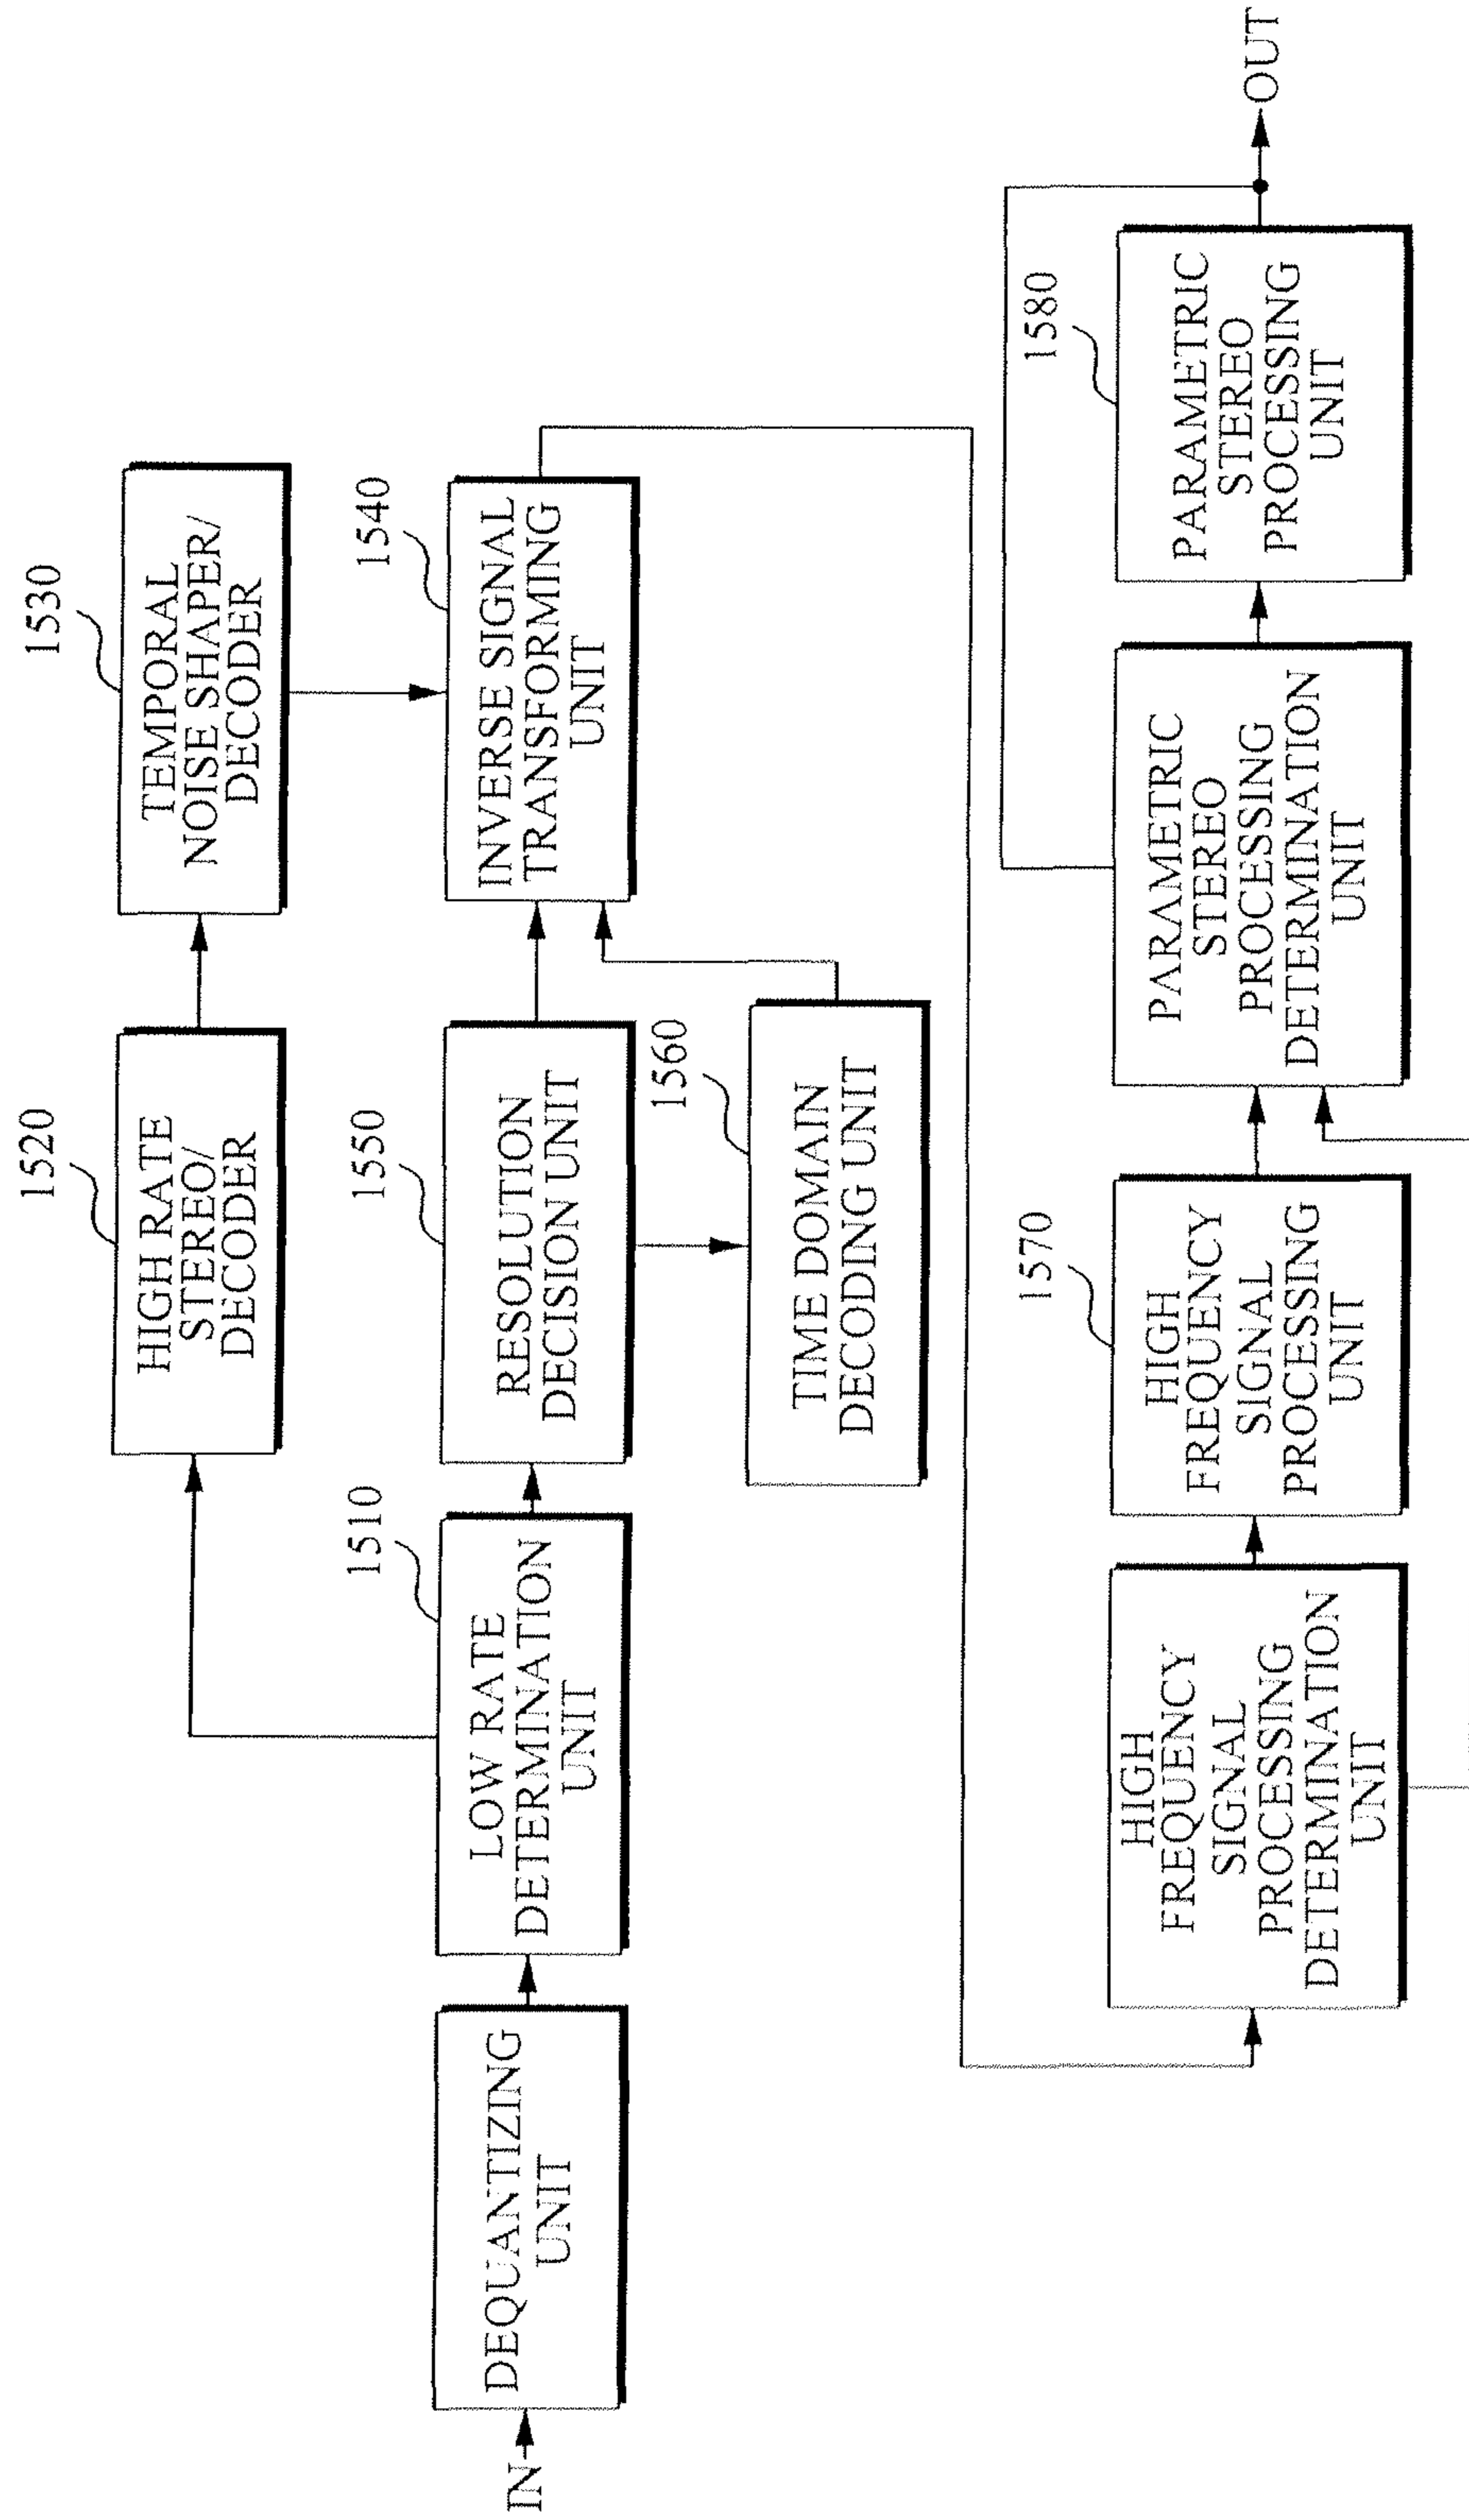 1520
HIGH RATE
STEREO/
DECODER
1530
TEMPORAL
NOISE SHAPER/
DECODER
IN
DEQUANTIZING
UNIT
1510
LOW RATE
DETERMINATION
UNIT
1550
RESOLUTION
DECISION UNIT
1540
INVERSE SIGNAL
TRANSFORMING
UNIT
1560
TIME DOMAIN
DECODING UNIT
HIGH
FREQUENCY
SIGNAL
PROCESSING
DETERMINATION
UNIT
1570
HIGH
FREQUENCY
SIGNAL
PROCESSING
UNIT
PARAMETRIC
STEREO
PROCESSING
DETERMINATION
UNIT
1580
PARAMETRIC
STEREO
PROCESSING
UNIT
OUT